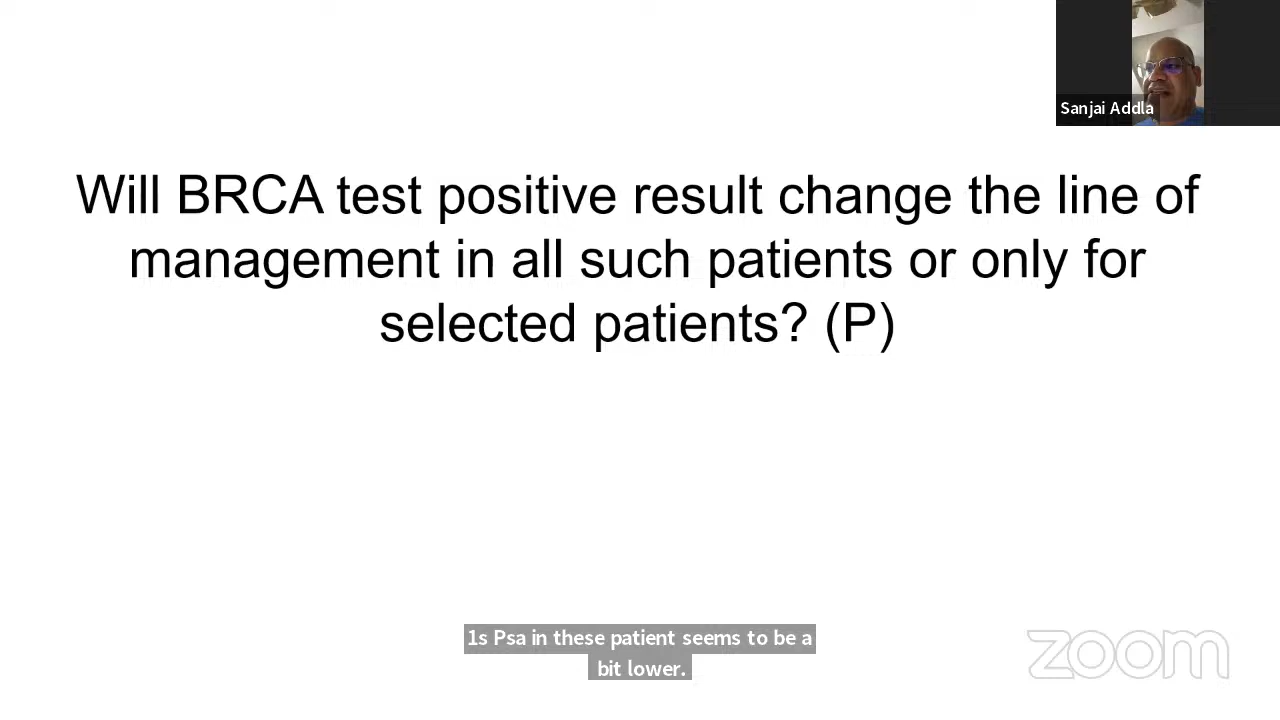 Sanjai Addla
Will BRCA test positive result change the line of
management in all such patients or only for
selected patients? (P)
1s Psa in these patient seems to be a
bit lower.
zoom